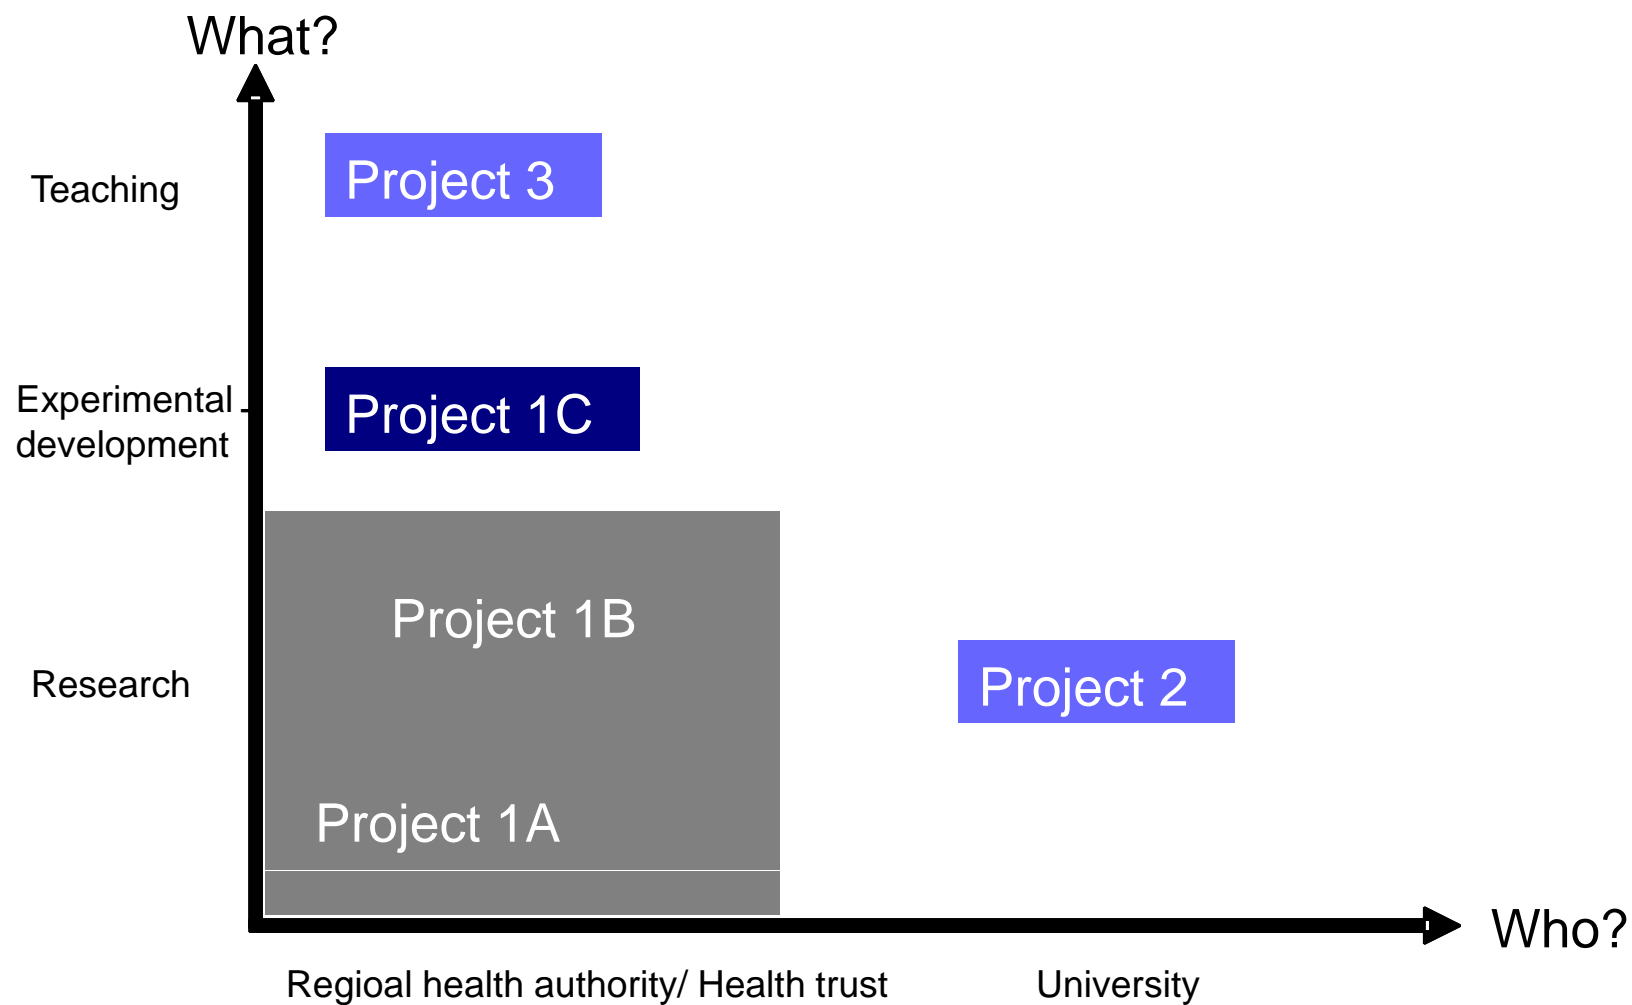 What?
Teaching
Project 3
Experimental
development
Project 1C
Project 1B
Research
Project 2
Project 1A
Who?
Regioal health authority/ Health trust
University